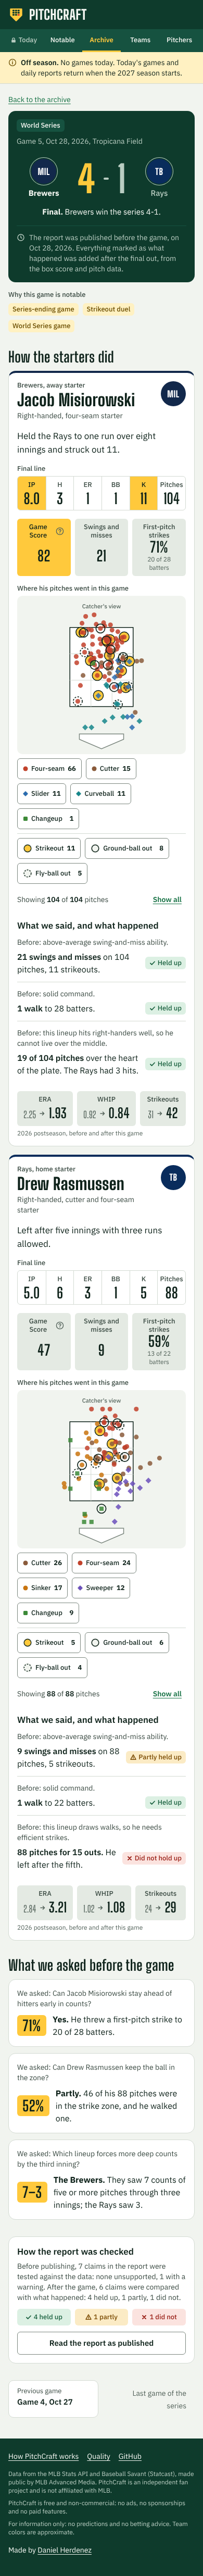 PITCHCRAFT
Today Notable Archive Teams Pitchers
Off season. No games today. Today's games and
daily reports return when the 2027 season starts.
Back to the archive
World Series
Game 5, Oct 28, 2026, Tropicana Field
MIL 4 - 1 TB
Brewers Rays
Final. Brewers win the series 4-1.
The report was published before the game, on
Oct 28, 2026. Everything marked as what
happened was added after the final out, from
the box score and pitch data.
Why this game is notable
Series-ending game Strikeout duel
World Series game
How the starters did
Brewers, away starter
Jacob Misiorowski MIL
Right-handed, four-seam starter
Held the Rays to one run over eight
innings and struck out 11.
Final line
IP H ER BB K Pitches
8.0 3 1 1 11 104
Game Score 82
Swings and misses 21
First-pitch strikes 71% 20 of 28 batters
Where his pitches went in this game
Catcher's view
Four-seam 66 Cutter 15
Slider 11 Curveball 11
Changeup 1
Strikeout 11 Ground-ball out 8
Fly-ball out 5
Showing 104 of 104 pitches Show all
What we said, and what happened
Before: above-average swing-and-miss ability.
21 swings and misses on 104
pitches, 11 strikeouts.
Held up
Before: solid command.
1 walk to 28 batters. Held up
Before: this lineup hits right-handers well, so he
cannot live over the middle.
19 of 104 pitches over the heart
of the plate. The Rays had 3 hits.
Held up
ERA WHIP Strikeouts
2.25 → 1.93 0.92 → 0.84 31 → 42
2026 postseason, before and after this game
Rays, home starter
Drew Rasmussen TB
Right-handed, cutter and four-seam
starter
Left after five innings with three runs
allowed.
Final line
IP H ER BB K Pitches
5.0 6 3 1 5 88
Game Score 47
Swings and misses 9
First-pitch strikes 59% 13 of 22 batters
Where his pitches went in this game
Catcher's view
Cutter 26 Four-seam 24
Sinker 17 Sweeper 12
Changeup 9
Strikeout 5 Ground-ball out 6
Fly-ball out 4
Showing 88 of 88 pitches Show all
What we said, and what happened
Before: above-average swing-and-miss ability.
9 swings and misses on 88
pitches, 5 strikeouts.
Partly held up
Before: solid command.
1 walk to 22 batters. Held up
Before: this lineup draws walks, so he needs
efficient strikes.
88 pitches for 15 outs. He
left after the fifth.
Did not hold up
ERA WHIP Strikeouts
2.84 → 3.21 1.02 → 1.08 24 → 29
2026 postseason, before and after this game
What we asked before the game
We asked: Can Jacob Misiorowski stay ahead of
hitters early in counts?
71% Yes. He threw a first-pitch strike to
20 of 28 batters.
We asked: Can Drew Rasmussen keep the ball in
the zone?
52% Partly. 46 of his 88 pitches were
in the strike zone, and he walked
one.
We asked: Which lineup forces more deep counts
by the third inning?
7–3 The Brewers. They saw 7 counts of
five or more pitches through three
innings; the Rays saw 3.
How the report was checked
Before publishing, 7 claims in the report were
tested against the data: none unsupported, 1 with a
warning. After the game, 6 claims were compared
with what happened: 4 held up, 1 partly, 1 did not.
4 held up 1 partly 1 did not
Read the report as published
Previous game
Game 4, Oct 27
Last game of the
series
How PitchCraft works Quality GitHub
Data from the MLB Stats API and Baseball Savant (Statcast), made
public by MLB Advanced Media. PitchCraft is an independent fan
project and is not affiliated with MLB.
PitchCraft is free and non-commercial: no ads, no sponsorships
and no paid features.
For information only: no predictions and no betting advice. Team
colors are approximate.
Made by Daniel Herdenez